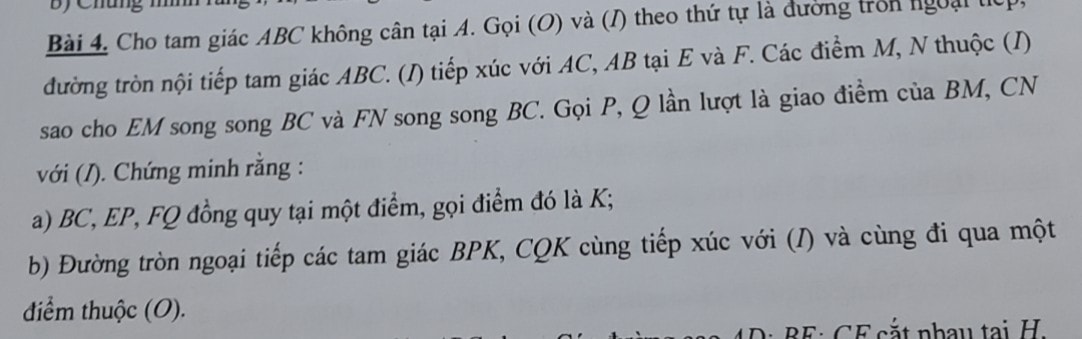 b) Chứng minh rằng
Bài 4. Cho tam giác ABC không cân tại A. Gọi (O) và (I) theo thứ tự là đường tròn ngoại tiếp,
đường tròn nội tiếp tam giác ABC. (I) tiếp xúc với AC, AB tại E và F. Các điểm M, N thuộc (I)
sao cho EM song song BC và FN song song BC. Gọi P, Q lần lượt là giao điểm của BM, CN
với (I). Chứng minh rằng :
a) BC, EP, FQ đồng quy tại một điểm, gọi điểm đó là K;
b) Đường tròn ngoại tiếp các tam giác BPK, CQK cùng tiếp xúc với (I) và cùng đi qua một
điểm thuộc (O).
AD; BE; CF cắt nhau tại H.